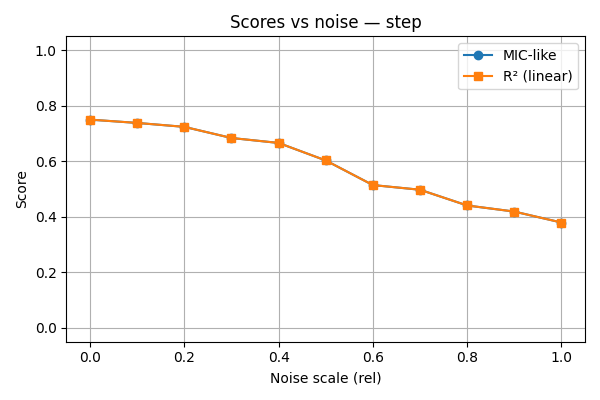 Scores vs noise — step
MIC-like
R² (linear)
Score
1.0
0.8
0.6
0.4
0.2
0.0
0.0 0.2 0.4 0.6 0.8 1.0
Noise scale (rel)